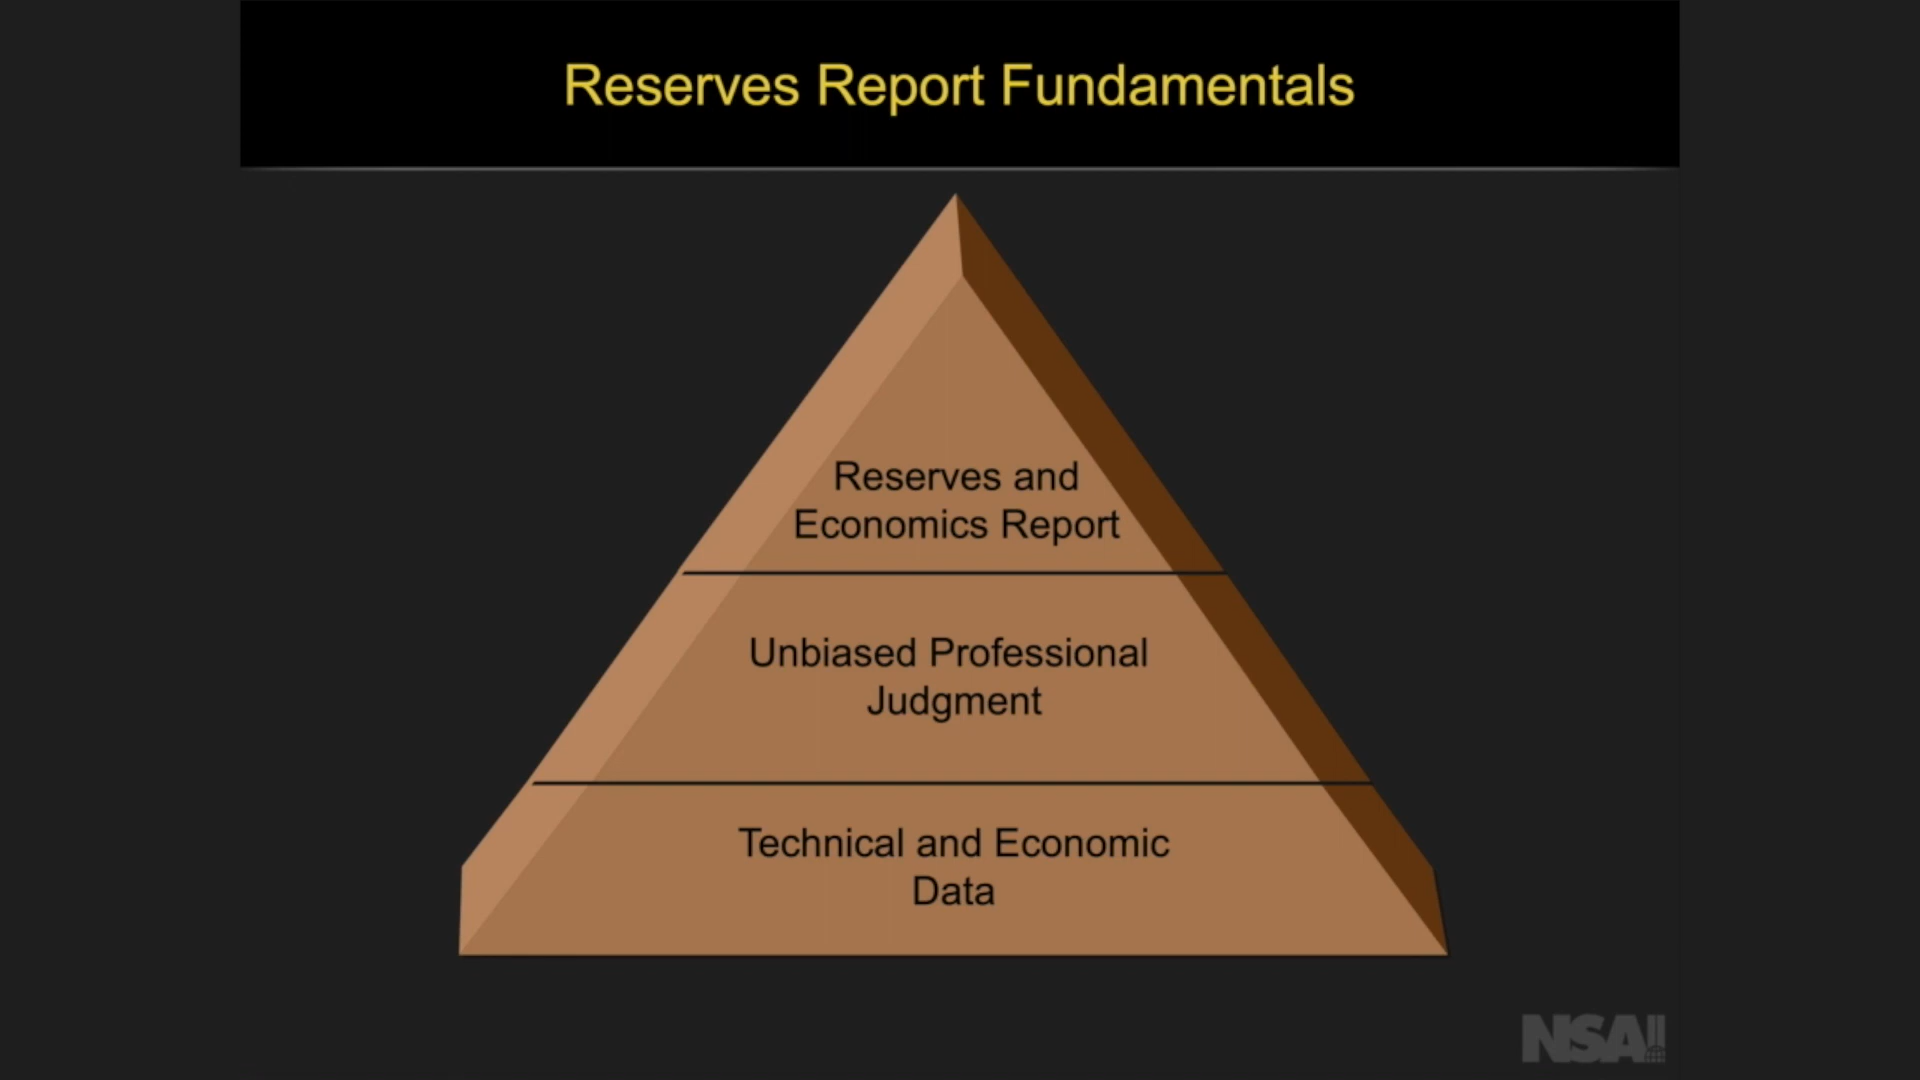 Reserves Report Fundamentals
Reserves and
Economics Report
Unbiased Professional
Judgment
Technical and Economic
Data
NSAI